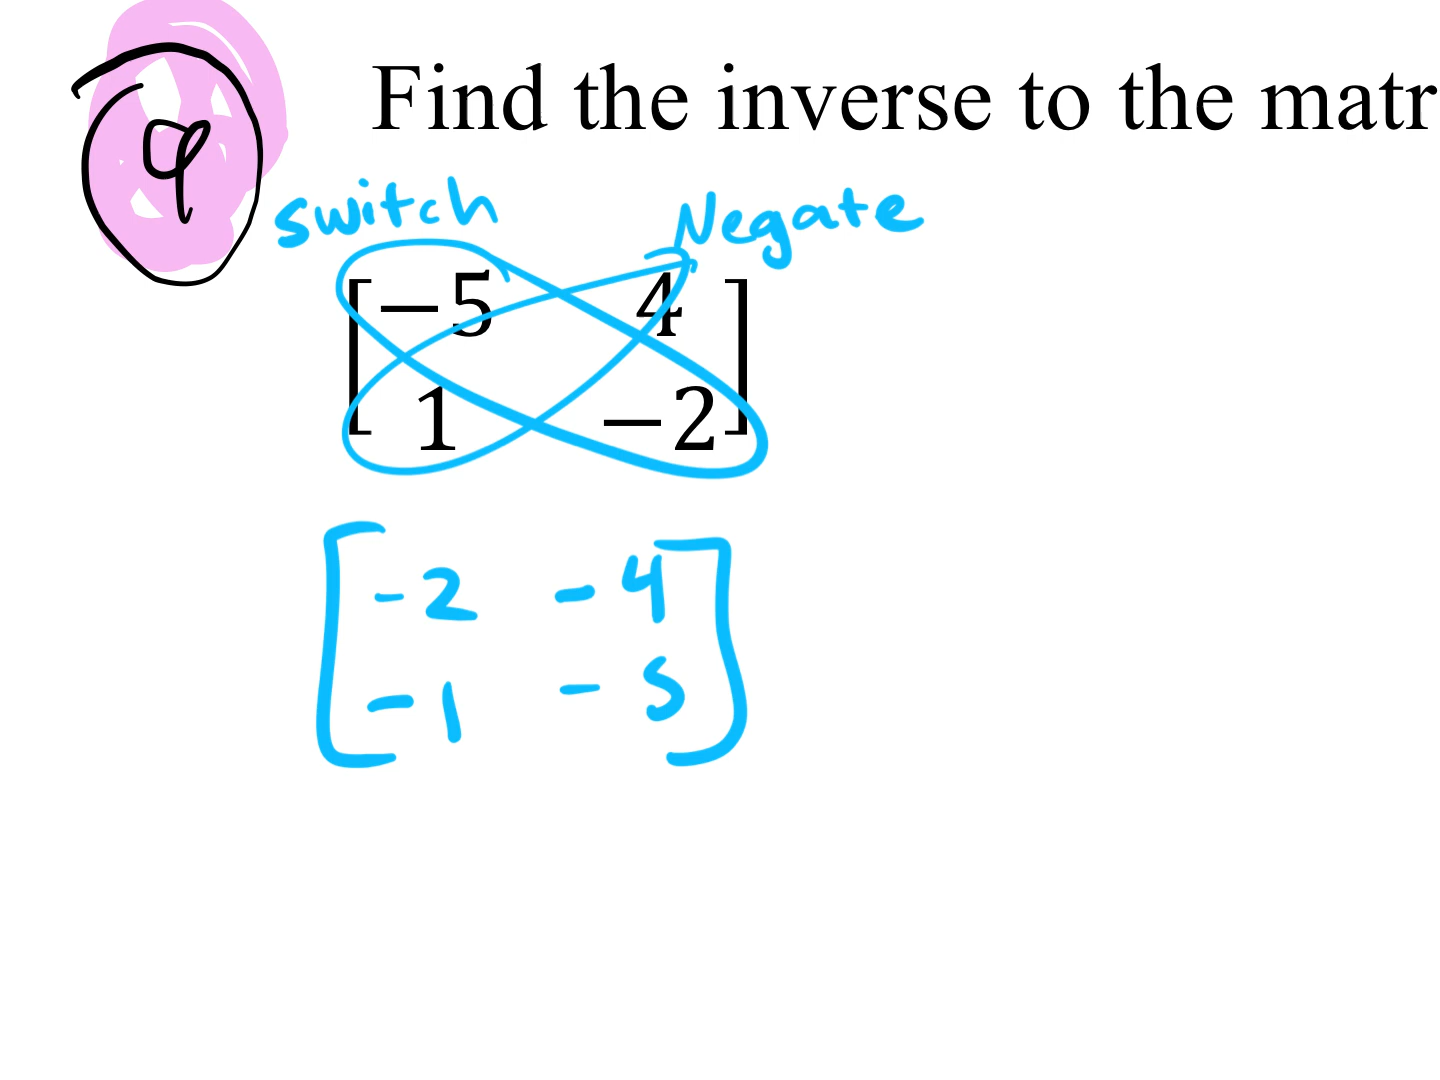 9
Find the inverse to the matr
switch Negate
[−5 4
1 −2]
[-2 -4
-1 -5]